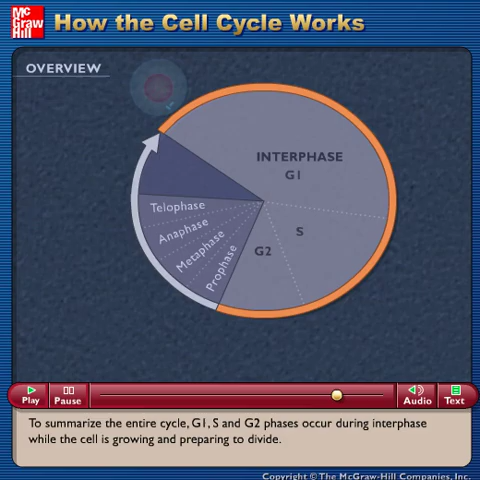 Mc
Graw
Hill
How the Cell Cycle Works
OVERVIEW
INTERPHASE
G1
S
G2
Telophase
Anaphase
Metaphase
Prophase
Play
Pause
Audio
Text
To summarize the entire cycle, G1, S and G2 phases occur during interphase
while the cell is growing and preparing to divide.
Copyright © The McGraw-Hill Companies, Inc.